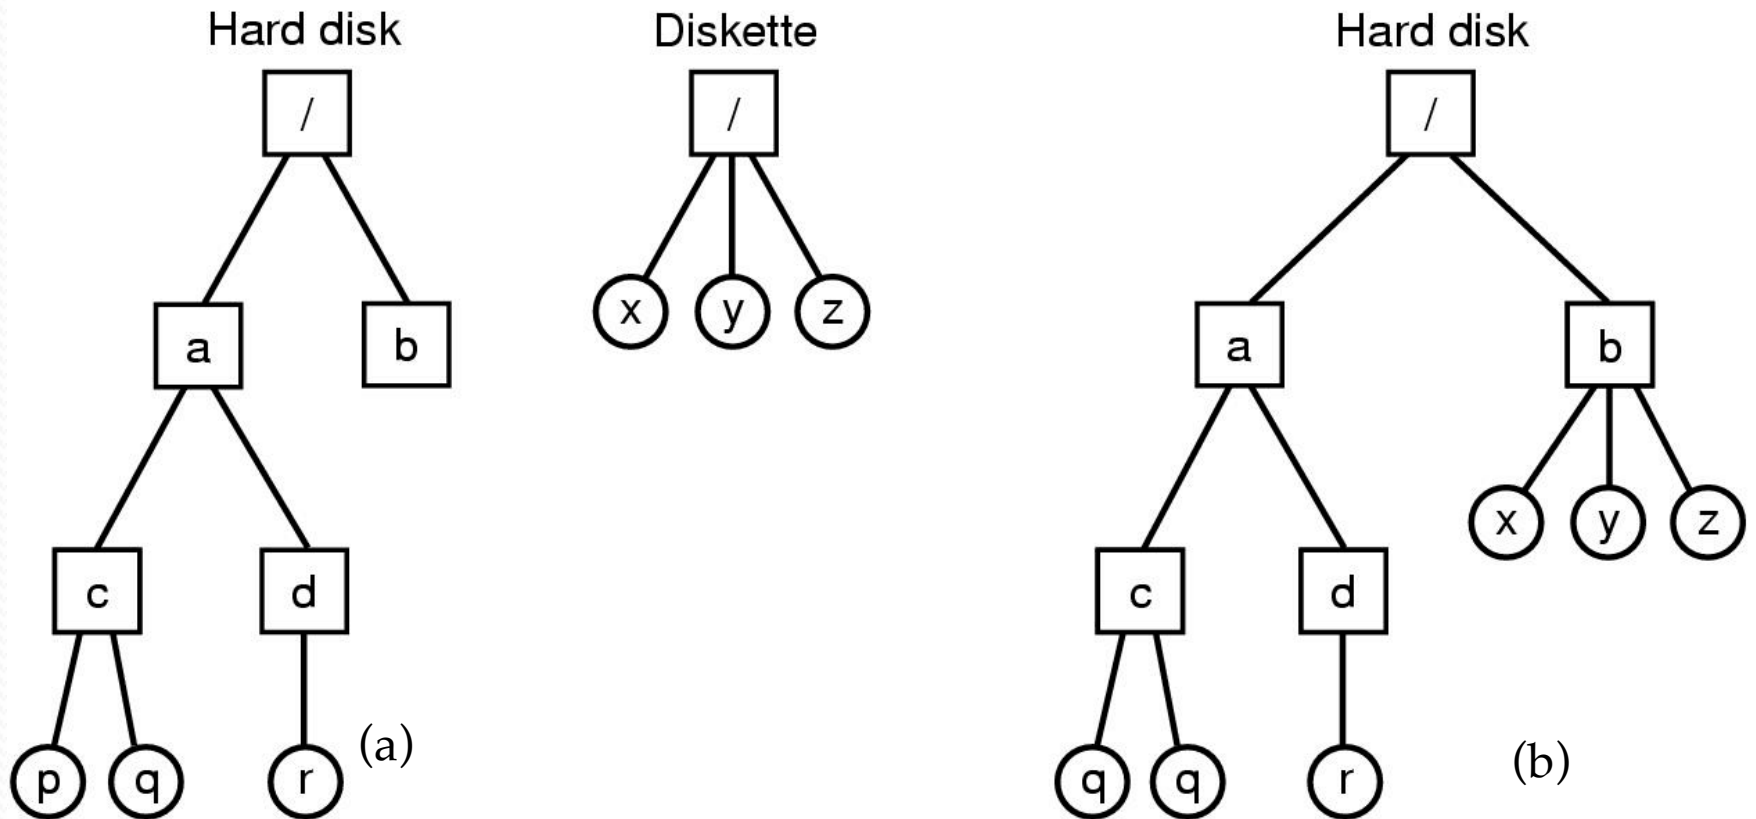 Hard disk
Diskette
Hard disk
/
/
/
x y z
a b
a b
x y z
c d
c d
(a)
(b)
p q r
q q r